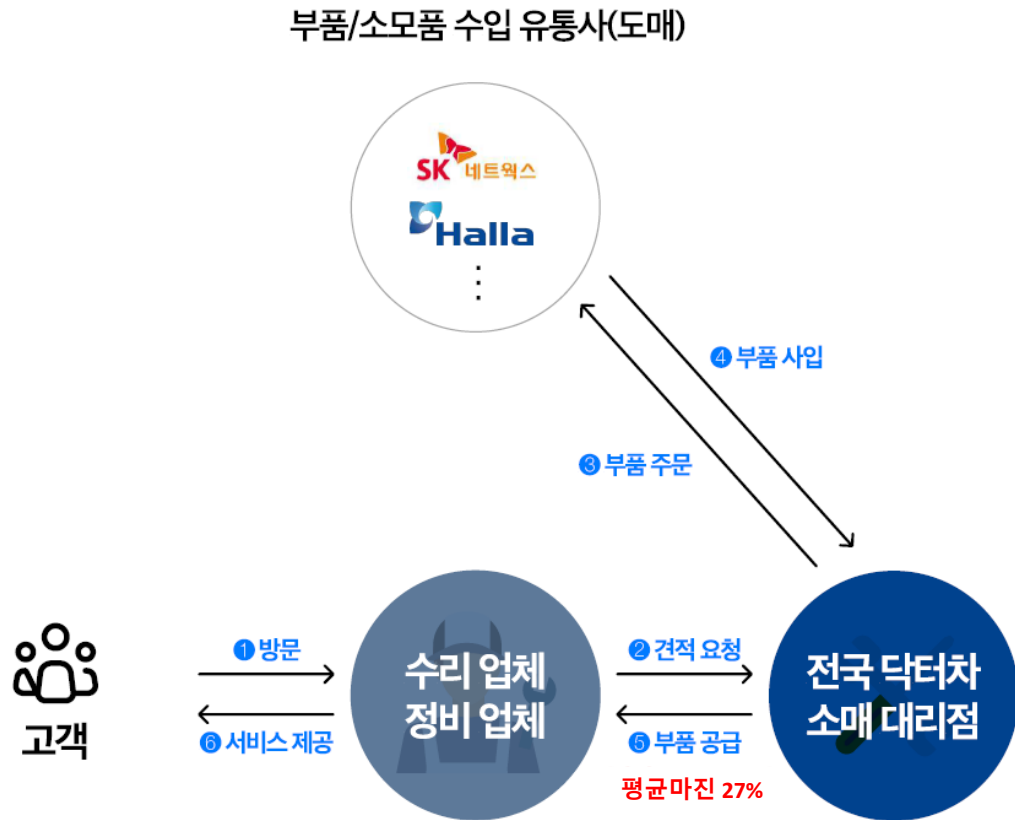 부품/소모품 수입 유통사(도매)
SK 네트웍스
Halla
④ 부품 사입
③ 부품 주문
① 방문
② 견적 요청
수리 업체
정비 업체
전국 닥터차
소매 대리점
고객
⑥ 서비스 제공
⑤ 부품 공급
평균마진 27%